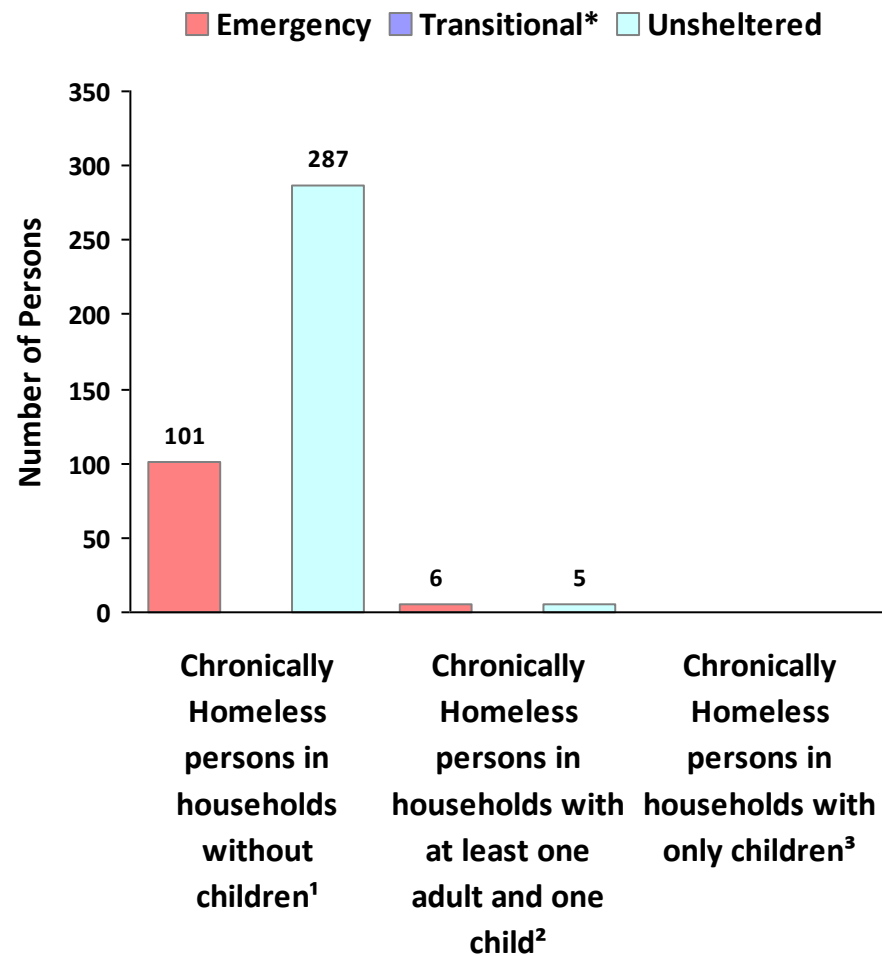 Emergency Transitional* Unsheltered
350
300
250
200
150
100
50
0
Number of Persons
287
101
6
5
Chronically Homeless persons in households without children¹
Chronically Homeless persons in households with at least one adult and one child²
Chronically Homeless persons in households with only children³